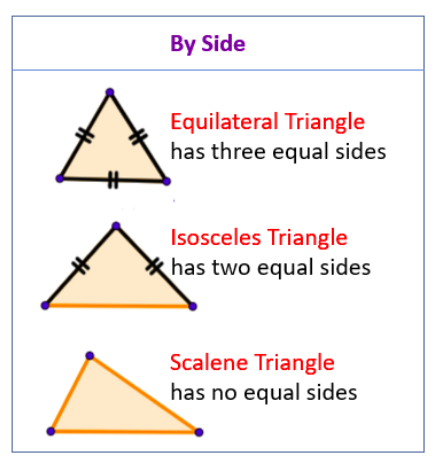 By Side
Equilateral Triangle
has three equal sides
Isosceles Triangle
has two equal sides
Scalene Triangle
has no equal sides